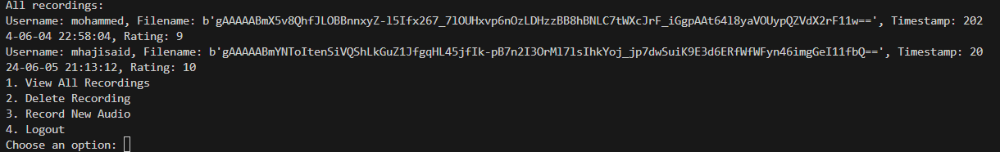 All recordings:
Username: mohammed, Filename: b'gAAAAABmX5v8QhfJLOBBnnxyZ-l5Ifx267_7lOUHxvp6nOzLDHzzBB8hBNLC7tWXcJrF_iGgpAAt64l8yaVOUypQZVdX2rF11w==', Timestamp: 202
4-06-04 22:58:04, Rating: 9
Username: mhajisaid, Filename: b'gAAAAABmYNToItenSiVQShLkGuZ1JfgqHL45jfIk-pB7n2I3OrMl7lsIhkYoj_jp7dwSuiK9E3d6ERfWfWFyn46imgGeI11fbQ==', Timestamp: 20
24-06-05 21:13:12, Rating: 10
1. View All Recordings
2. Delete Recording
3. Record New Audio
4. Logout
Choose an option: